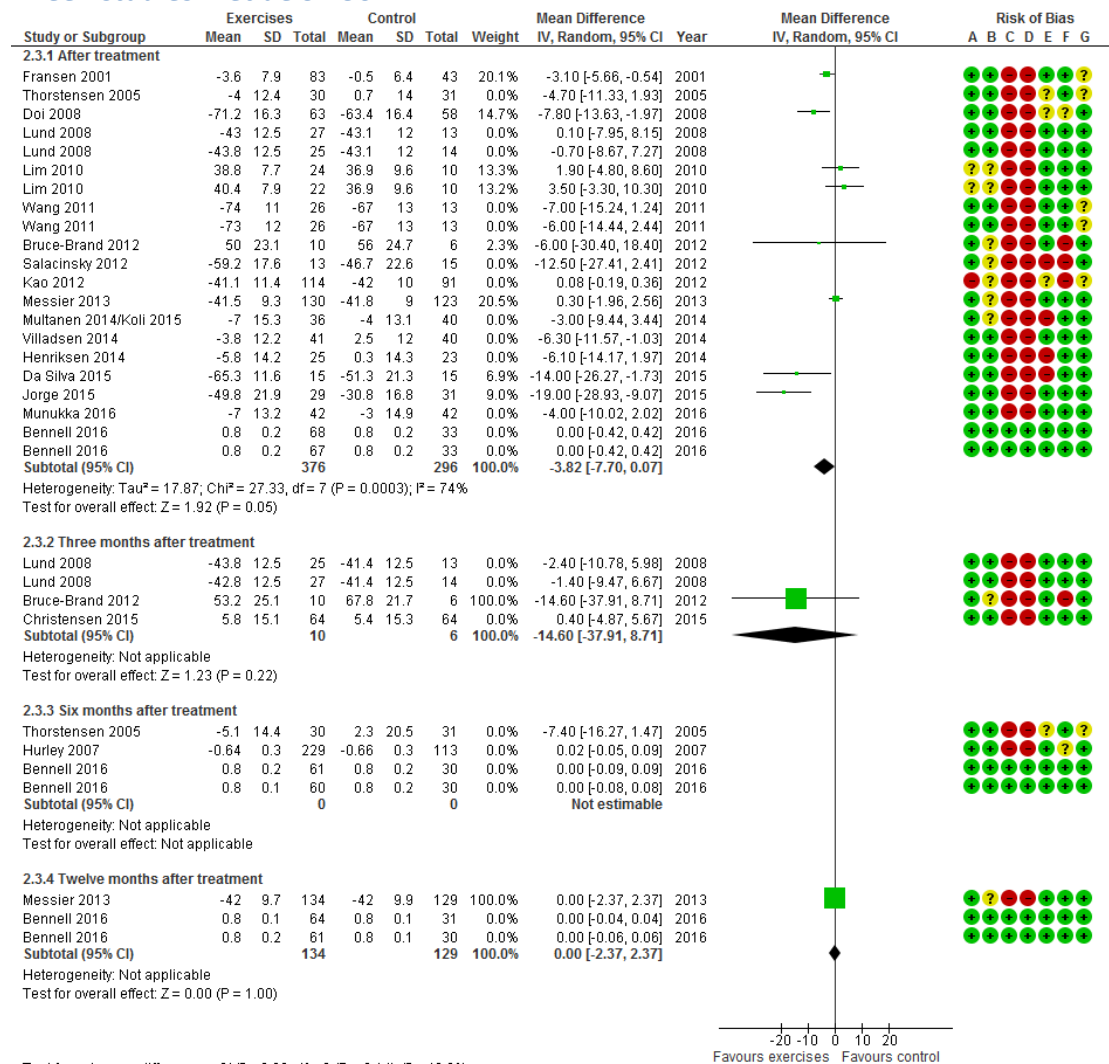 Exercises Control Mean Difference Mean Difference Risk of Bias
Study or Subgroup Mean SD Total Mean SD Total Weight IV, Random, 95% CI Year IV, Random, 95% CI A B C D E F G
2.3.1 After treatment
Fransen 2001 -3.6 7.9 83 -0.5 6.4 43 20.1% -3.10 [-5.66, -0.54] 2001 + + - - + + ?
Thorstensen 2005 -4 12.4 30 0.7 14 31 0.0% -4.70 [-11.33, 1.93] 2005 + + - - ? + ?
Doi 2008 -71.2 16.3 63 -63.4 16.4 58 14.7% -7.80 [-13.63, -1.97] 2008 + + - - ? ? +
Lund 2008 -43 12.5 27 -43.1 12 13 0.0% 0.10 [-7.95, 8.15] 2008 + + - - + + +
Lund 2008 -43.8 12.5 25 -43.1 12 14 0.0% -0.70 [-8.67, 7.27] 2008 + + - - + + +
Lim 2010 38.8 7.7 24 36.9 9.6 10 13.3% 1.90 [-4.80, 8.60] 2010 ? ? - - + + +
Lim 2010 40.4 7.9 22 36.9 9.6 10 13.2% 3.50 [-3.30, 10.30] 2010 ? ? - - + + +
Wang 2011 -74 11 26 -67 13 13 0.0% -7.00 [-15.24, 1.24] 2011 + + - - + + ?
Wang 2011 -73 12 26 -67 13 13 0.0% -6.00 [-14.44, 2.44] 2011 + + - - + + ?
Bruce-Brand 2012 50 23.1 10 56 24.7 6 2.3% -6.00 [-30.40, 18.40] 2012 + ? - - + - +
Salacinsky 2012 -59.2 17.6 13 -46.7 22.6 15 0.0% -12.50 [-27.41, 2.41] 2012 + ? - - - - +
Kao 2012 -41.1 11.4 114 -42 10 91 0.0% 0.08 [-0.19, 0.36] 2012 - ? - - ? - ?
Messier 2013 -41.5 9.3 130 -41.8 9 123 20.5% 0.30 [-1.96, 2.56] 2013 + ? - - + + +
Multanen 2014/Koli 2015 -7 15.3 36 -4 13.1 40 0.0% -3.00 [-9.44, 3.44] 2014 + ? - - - + +
Villadsen 2014 -3.8 12.2 41 2.5 12 40 0.0% -6.30 [-11.57, -1.03] 2014 + + - - + + +
Henriksen 2014 -5.8 14.2 25 0.3 14.3 23 0.0% -6.10 [-14.17, 1.97] 2014 + + - - - + +
Da Silva 2015 -65.3 11.6 15 -51.3 21.3 15 6.9% -14.00 [-26.27, -1.73] 2015 + + - - - + +
Jorge 2015 -49.8 21.9 29 -30.8 16.8 31 9.0% -19.00 [-28.93, -9.07] 2015 + + - - + + +
Munukka 2016 -7 13.2 42 -3 14.9 42 0.0% -4.00 [-10.02, 2.02] 2016 + + - - + + +
Bennell 2016 0.8 0.2 68 0.8 0.2 33 0.0% 0.00 [-0.42, 0.42] 2016 + + + + + + +
Bennell 2016 0.8 0.2 67 0.8 0.2 33 0.0% 0.00 [-0.42, 0.42] 2016 + + + + + + +
Subtotal (95% CI) 376 296 100.0% -3.82 [-7.70, 0.07]
Heterogeneity: Tau² = 17.87; Chi² = 27.33, df = 7 (P = 0.0003); I² = 74%
Test for overall effect: Z = 1.92 (P = 0.05)
2.3.2 Three months after treatment
Lund 2008 -43.8 12.5 25 -41.4 12.5 13 0.0% -2.40 [-10.78, 5.98] 2008 + + - - + + +
Lund 2008 -42.8 12.5 27 -41.4 12.5 14 0.0% -1.40 [-9.47, 6.67] 2008 + + - - + + +
Bruce-Brand 2012 53.2 25.1 10 67.8 21.7 6 100.0% -14.60 [-37.91, 8.71] 2012 + ? - - + - +
Christensen 2015 5.8 15.1 64 5.4 15.3 64 0.0% 0.40 [-4.87, 5.67] 2015 + + - - + + +
Subtotal (95% CI) 10 6 100.0% -14.60 [-37.91, 8.71]
Heterogeneity: Not applicable
Test for overall effect: Z = 1.23 (P = 0.22)
2.3.3 Six months after treatment
Thorstensen 2005 -5.1 14.4 30 2.3 20.5 31 0.0% -7.40 [-16.27, 1.47] 2005 + + - - ? + ?
Hurley 2007 -0.64 0.3 229 -0.66 0.3 113 0.0% 0.02 [-0.05, 0.09] 2007 + + - - + ? +
Bennell 2016 0.8 0.2 61 0.8 0.2 30 0.0% 0.00 [-0.09, 0.09] 2016 + + + + + + +
Bennell 2016 0.8 0.1 60 0.8 0.2 30 0.0% 0.00 [-0.08, 0.08] 2016 + + + + + + +
Subtotal (95% CI) 0 0 Not estimable
Heterogeneity: Not applicable
Test for overall effect: Not applicable
2.3.4 Twelve months after treatment
Messier 2013 -42 9.7 134 -42 9.9 129 100.0% 0.00 [-2.37, 2.37] 2013 + ? - - + + +
Bennell 2016 0.8 0.1 64 0.8 0.1 31 0.0% 0.00 [-0.04, 0.04] 2016 + + + + + + +
Bennell 2016 0.8 0.2 61 0.8 0.1 30 0.0% 0.00 [-0.06, 0.06] 2016 + + + + + + +
Subtotal (95% CI) 134 129 100.0% 0.00 [-2.37, 2.37]
Heterogeneity: Not applicable
Test for overall effect: Z = 0.00 (P = 1.00)
-20 -10 0 10 20
Favours exercises Favours control